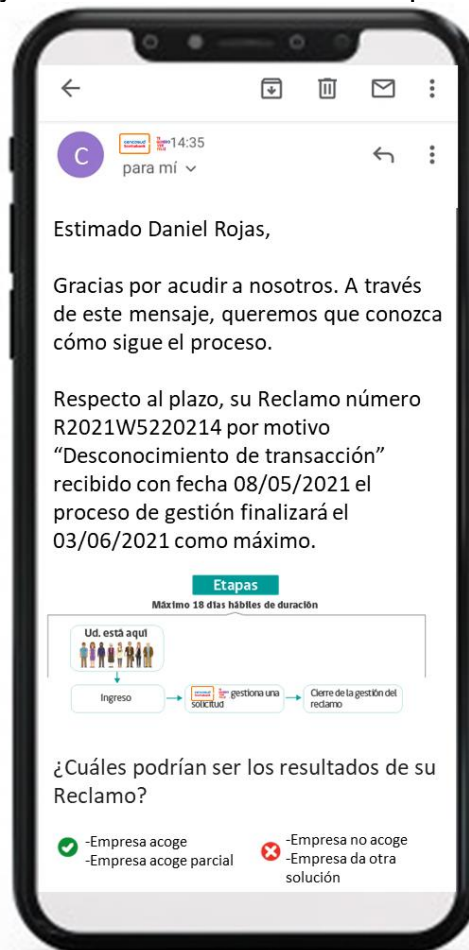 14:35
C
para mí
Estimado Daniel Rojas,
Gracias por acudir a nosotros. A través
de este mensaje, queremos que conozca
cómo sigue el proceso.
Respecto al plazo, su Reclamo número
R2021W5220214 por motivo
“Desconocimiento de transacción”
recibido con fecha 08/05/2021 el
proceso de gestión finalizará el
03/06/2021 como máximo.
Etapas
Máximo 18 días hábiles de duración
Ud. está aquí
Ingreso
gestiona una
solicitud
Cierre de la gestión del
reclamo
¿Cuáles podrían ser los resultados de su
Reclamo?
-Empresa acoge
-Empresa acoge parcial
-Empresa no acoge
-Empresa da otra
solución